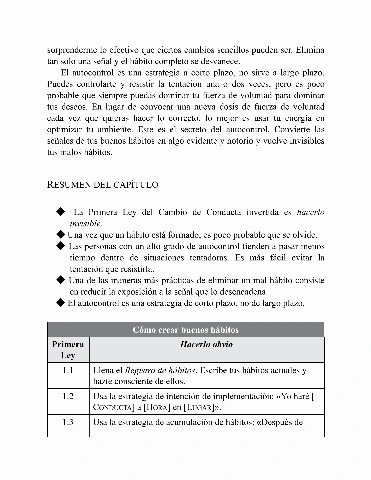 sorprenderme lo efectivo que ciertos cambios sencillos pueden ser. Elimina
tan solo una señal y el hábito completo se desvanece.
El autocontrol es una estrategia a corto plazo, no sirve a largo plazo.
Puedes controlarte y resistir la tentación una o dos veces, pero es poco
probable que siempre puedas dominar tu fuerza de voluntad para dominar
tus deseos. En lugar de convocar una nueva dosis de fuerza de voluntad
cada vez que quieras hacer lo correcto, lo mejor es usar tu energía en
optimizar tu ambiente. Este es el secreto del autocontrol. Convierte las
señales de tus buenos hábitos en algo evidente y notorio y vuelve invisibles
tus malos hábitos.
RESUMEN DEL CAPÍTULO
◆ La Primera Ley del Cambio de Conducta invertida es hacerlo
invisible.
◆ Una vez que un hábito está formado, es poco probable que se olvide.
◆ Las personas con un alto grado de autocontrol tienden a pasar menos
tiempo dentro de situaciones tentadoras. Es más fácil evitar la
tentación que resistirla.
◆ Una de las maneras más prácticas de eliminar un mal hábito consiste
en reducir la exposición a la señal que lo desencadena.
◆ El autocontrol es una estrategia de corto plazo, no de largo plazo.
Cómo crear buenos hábitos
Primera Ley Hacerlo obvio
1.1 Llena el Registro de hábitos. Escribe tus hábitos actuales y
hazte consciente de ellos.
1.2 Usa la estrategia de intención de implementación: «Yo haré [
CONDUCTA] a [HORA] en [LUGAR]».
1.3 Usa la estrategia de acumulación de hábitos: «Después de